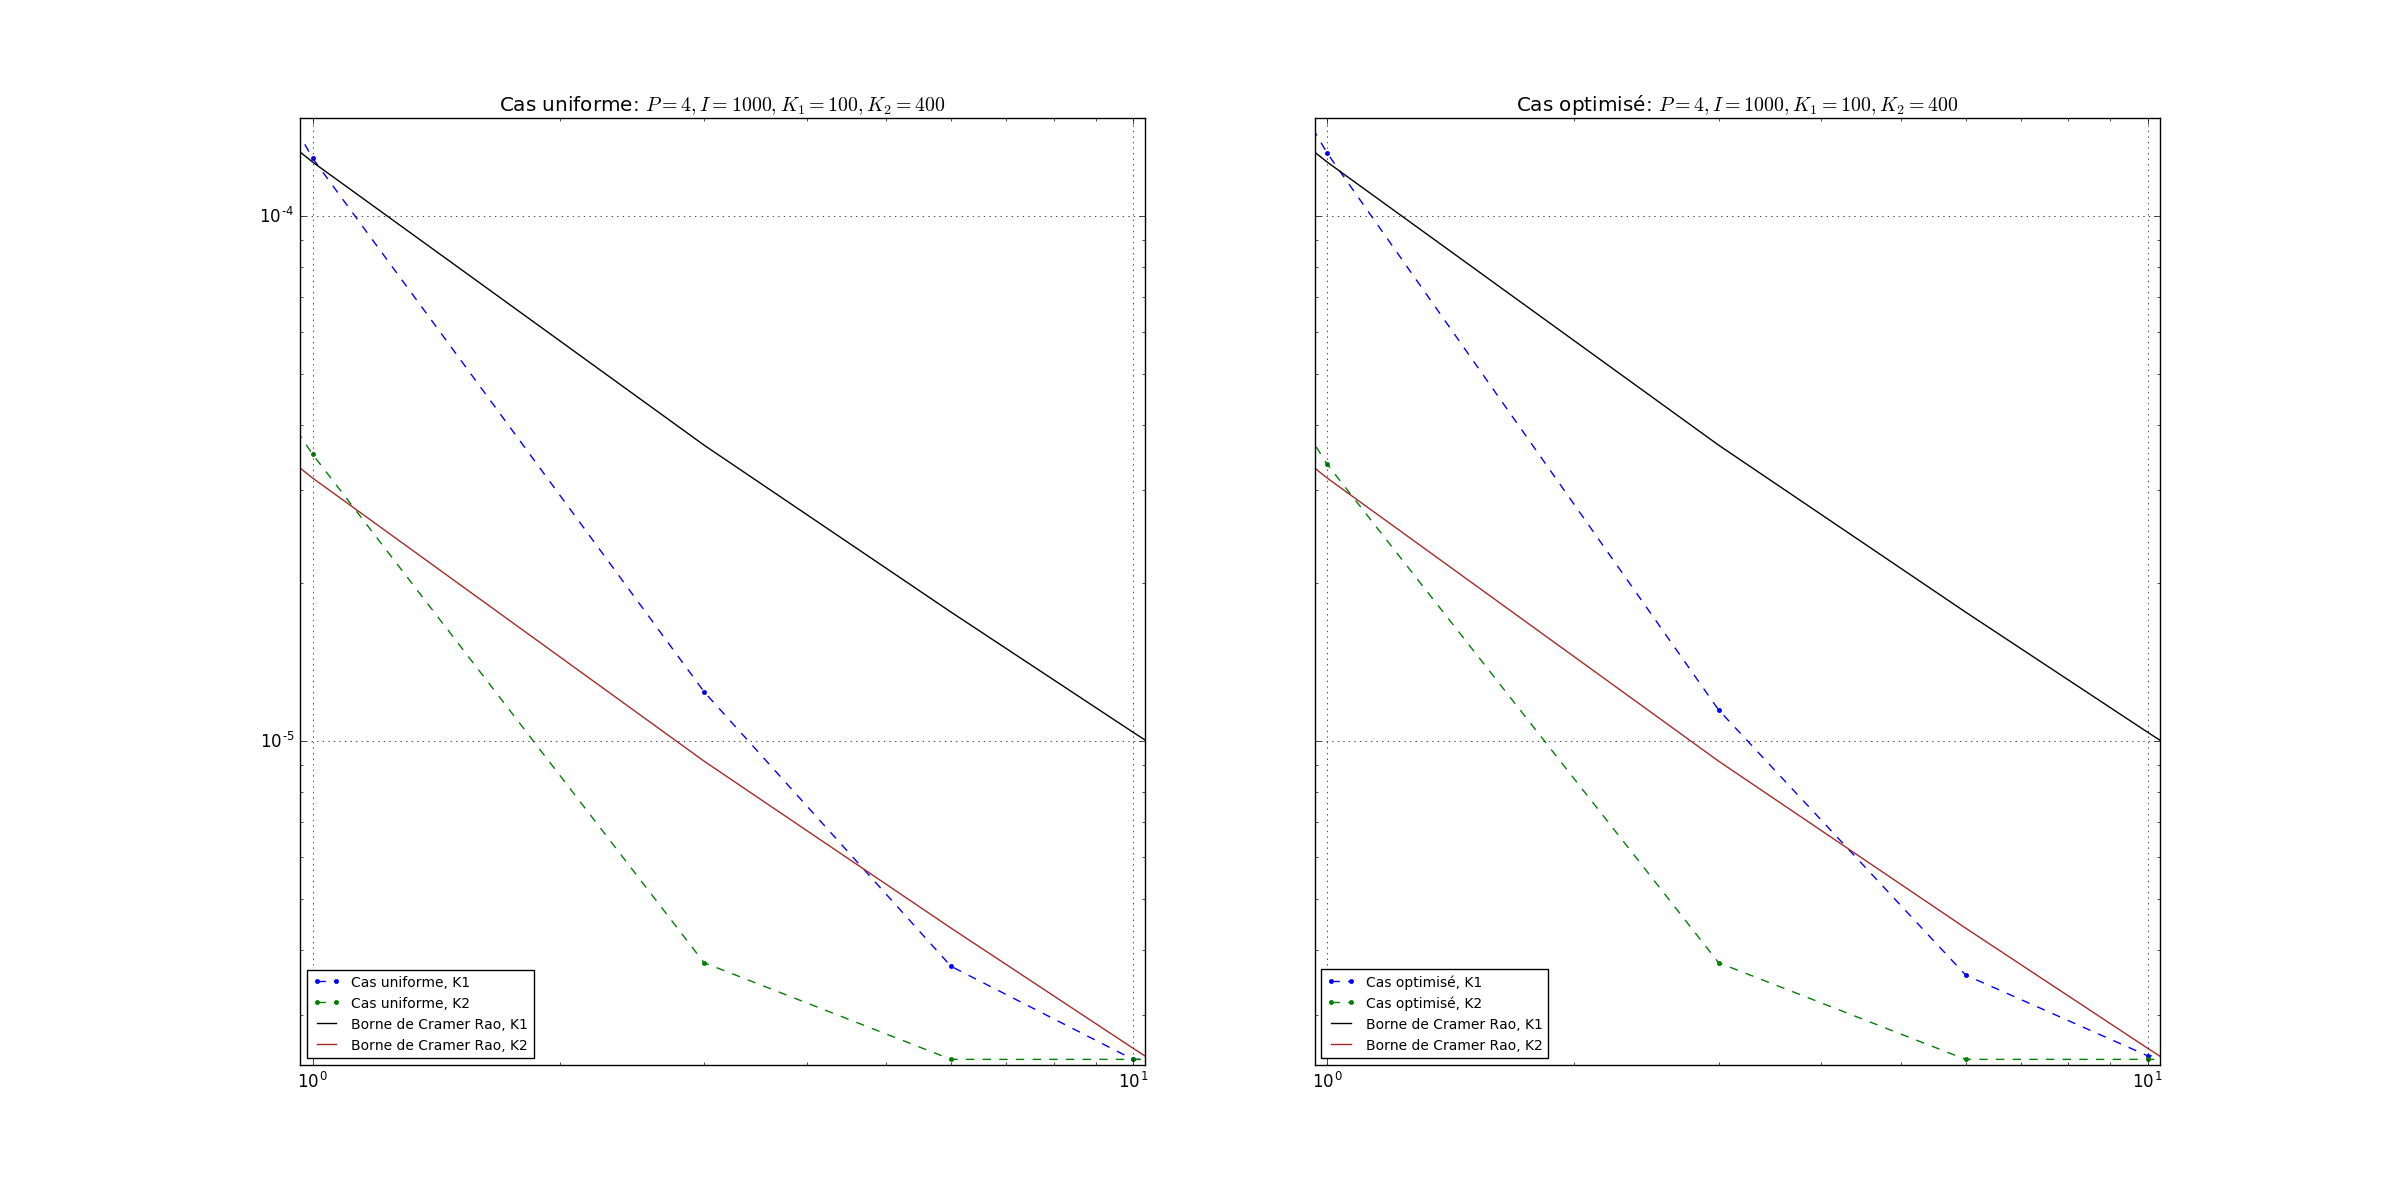 Cas uniforme: P = 4, I = 1000, K₁ = 100, K₂ = 400
10⁻⁴
10⁻⁵
Cas uniforme, K1
Cas uniforme, K2
Borne de Cramer Rao, K1
Borne de Cramer Rao, K2
10⁰ 10¹
Cas optimisé: P = 4, I = 1000, K₁ = 100, K₂ = 400
Cas optimisé, K1
Cas optimisé, K2
Borne de Cramer Rao, K1
Borne de Cramer Rao, K2
10⁰ 10¹